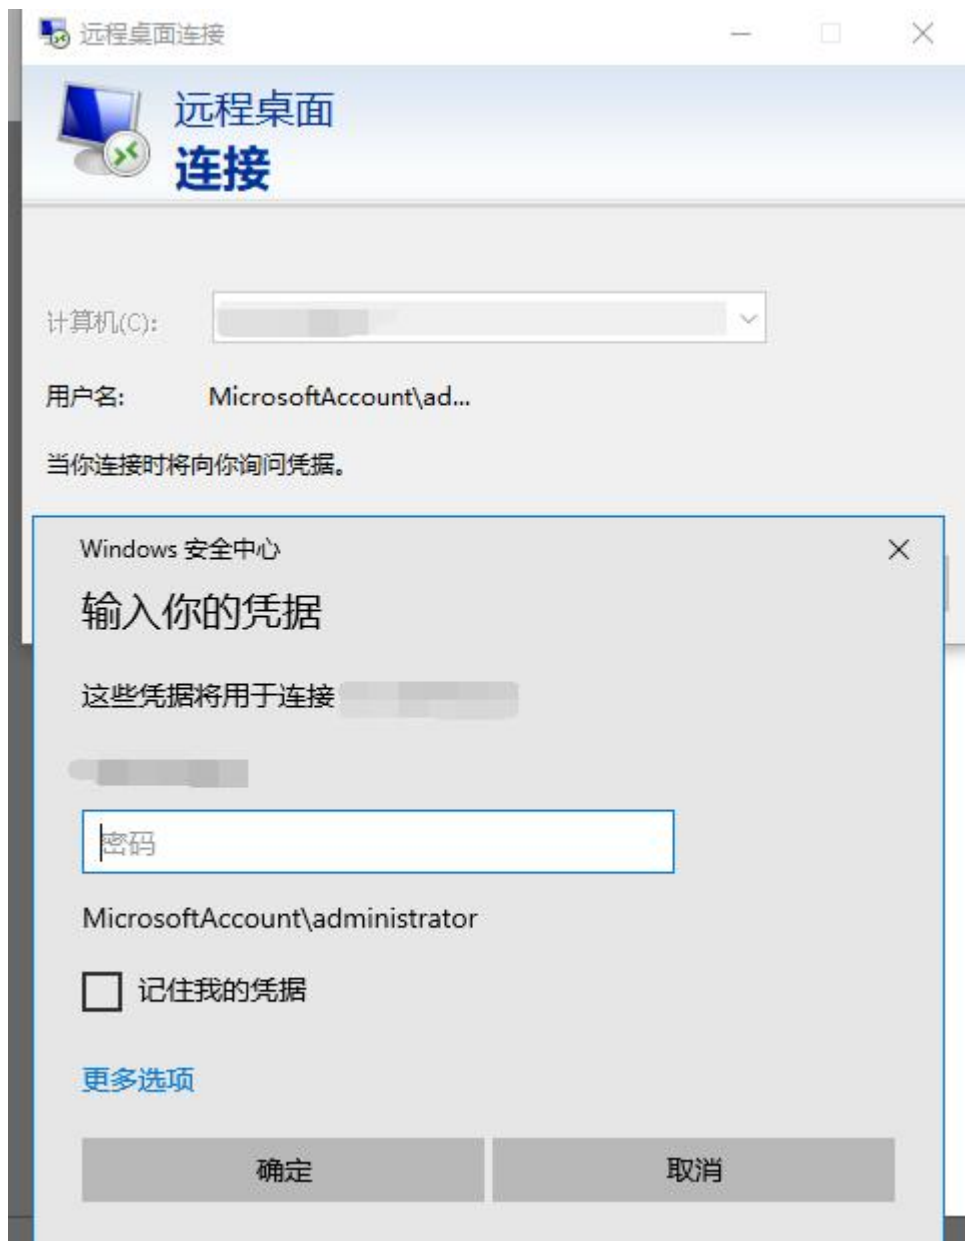 远程桌面连接
远程桌面
连接
计算机(C):
用户名: MicrosoftAccount\ad...
当你连接时将向你询问凭据。
Windows 安全中心
输入你的凭据
这些凭据将用于连接
密码
MicrosoftAccount\administrator
记住我的凭据
更多选项
确定 取消